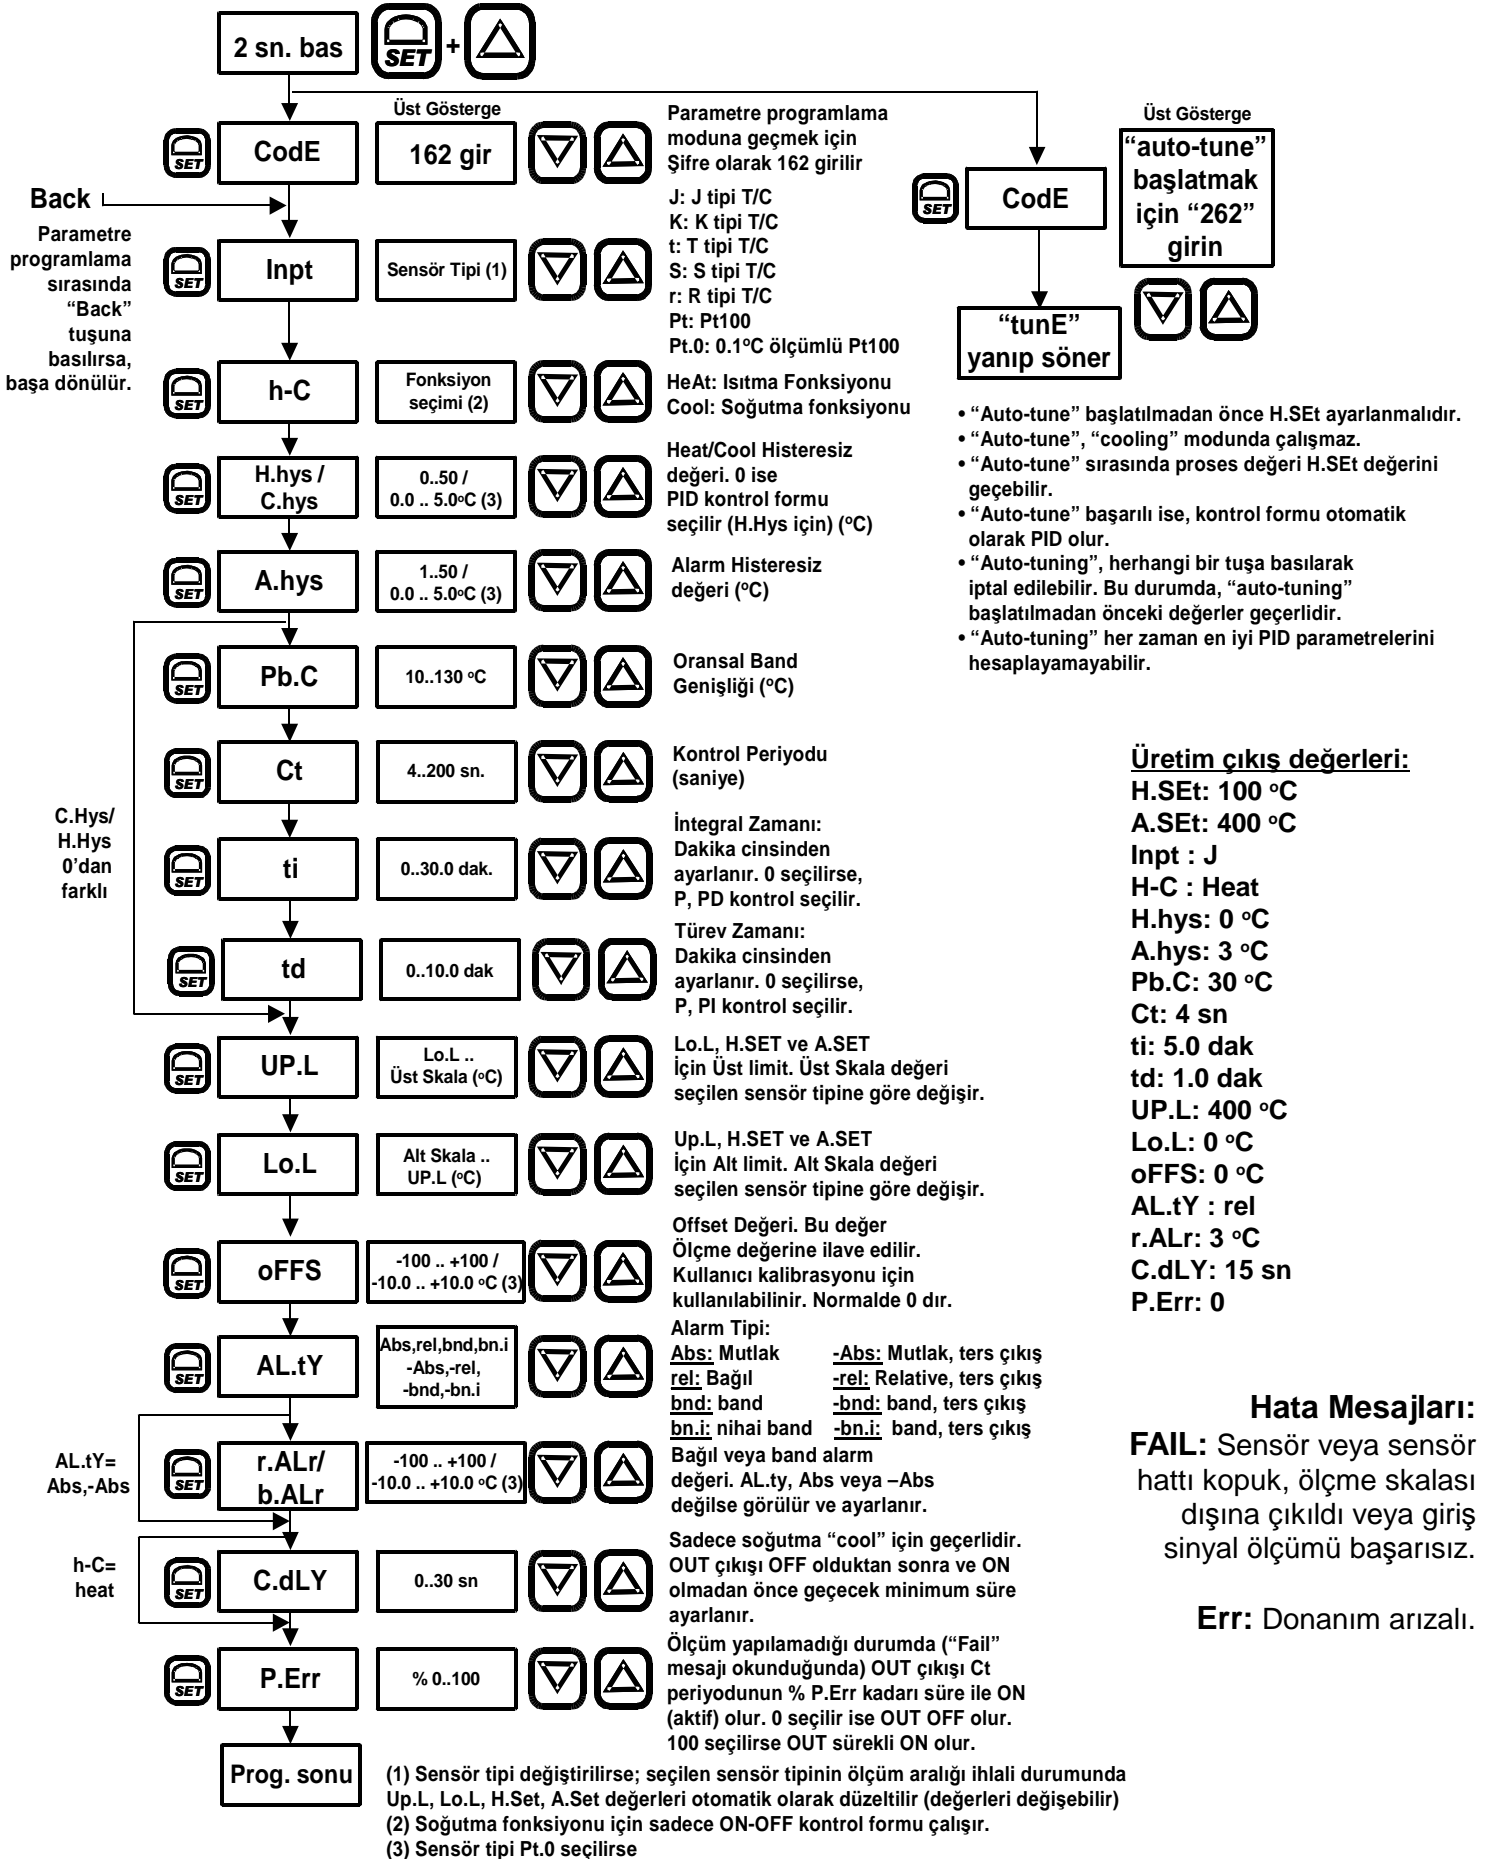 2 sn. bas
SET
+
Üst Gösterge
SET
CodE
162 gir
Parametre programlama
moduna geçmek için
Şifre olarak 162 girilir
Back
Parametre
programlama
sırasında
“Back”
tuşuna
basılırsa,
başa dönülür.
SET
Inpt
Sensör Tipi (1)
J: J tipi T/C
K: K tipi T/C
t: T tipi T/C
S: S tipi T/C
r: R tipi T/C
Pt: Pt100
Pt.0: 0.1ºC ölçümlü Pt100
SET
h-C
Fonksiyon
seçimi (2)
HeAt: Isıtma Fonksiyonu
Cool: Soğutma fonksiyonu
SET
H.hys /
C.hys
0..50 /
0.0 .. 5.0ºC (3)
Heat/Cool Histeresiz
değeri. 0 ise
PID kontrol formu
seçilir (H.Hys için) (ºC)
SET
A.hys
1..50 /
0.0 .. 5.0ºC (3)
Alarm Histeresiz
değeri (ºC)
C.Hys/
H.Hys
0’dan
farklı
SET
Pb.C
10..130 ºC
Oransal Band
Genişliği (ºC)
SET
Ct
4..200 sn.
Kontrol Periyodu
(saniye)
SET
ti
0..30.0 dak.
İntegral Zamanı:
Dakika cinsinden
ayarlanır. 0 seçilirse,
P, PD kontrol seçilir.
SET
td
0..10.0 dak
Türev Zamanı:
Dakika cinsinden
ayarlanır. 0 seçilirse,
P, PI kontrol seçilir.
SET
UP.L
Lo.L ..
Üst Skala (ºC)
Lo.L, H.SET ve A.SET
İçin Üst limit. Üst Skala değeri
seçilen sensör tipine göre değişir.
SET
Lo.L
Alt Skala ..
UP.L (ºC)
Up.L, H.SET ve A.SET
İçin Alt limit. Alt Skala değeri
seçilen sensör tipine göre değişir.
SET
oFFS
-100 .. +100 /
-10.0 .. +10.0 ºC (3)
Offset Değeri. Bu değer
Ölçme değerine ilave edilir.
Kullanıcı kalibrasyonu için
kullanılabilinir. Normalde 0 dır.
SET
AL.tY
Abs,rel,bnd,bn.i
-Abs,-rel,
-bnd,-bn.i
Alarm Tipi:
Abs: Mutlak -Abs: Mutlak, ters çıkış
rel: Bağıl -rel: Relative, ters çıkış
bnd: band -bnd: band, ters çıkış
bn.i: nihai band -bn.i: band, ters çıkış
AL.tY=
Abs,-Abs
SET
r.ALr/
b.ALr
-100 .. +100 /
-10.0 .. +10.0 ºC (3)
Bağıl veya band alarm
değeri. AL.ty, Abs veya –Abs
değilse görülür ve ayarlanır.
h-C=
heat
SET
C.dLY
0..30 sn
Sadece soğutma “cool” için geçerlidir.
OUT çıkışı OFF olduktan sonra ve ON
olmadan önce geçecek minimum süre
ayarlanır.
SET
P.Err
% 0..100
Ölçüm yapılamadığı durumda (“Fail”
mesajı okunduğunda) OUT çıkışı Ct
periyodunun % P.Err kadarı süre ile ON
(aktif) olur. 0 seçilir ise OUT OFF olur.
100 seçilirse OUT sürekli ON olur.
Prog. sonu
(1) Sensör tipi değiştirilirse; seçilen sensör tipinin ölçüm aralığı ihlali durumunda
Up.L, Lo.L, H.Set, A.Set değerleri otomatik olarak düzeltilir (değerleri değişebilir)
(2) Soğutma fonksiyonu için sadece ON-OFF kontrol formu çalışır.
(3) Sensör tipi Pt.0 seçilirse
Üst Gösterge
SET
CodE
“auto-tune”
başlatmak
için “262”
girin
“tunE”
yanıp söner
• “Auto-tune” başlatılmadan önce H.SEt ayarlanmalıdır.
• “Auto-tune”, “cooling” modunda çalışmaz.
• “Auto-tune” sırasında proses değeri H.SEt değerini
geçebilir.
• “Auto-tune” başarılı ise, kontrol formu otomatik
olarak PID olur.
• “Auto-tuning”, herhangi bir tuşa basılarak
iptal edilebilir. Bu durumda, “auto-tuning”
başlatılmadan önceki değerler geçerlidir.
• “Auto-tuning” her zaman en iyi PID parametrelerini
hesaplayamayabilir.
Üretim çıkış değerleri:
H.SEt: 100 ºC
A.SEt: 400 ºC
Inpt : J
H-C : Heat
H.hys: 0 ºC
A.hys: 3 ºC
Pb.C: 30 ºC
Ct: 4 sn
ti: 5.0 dak
td: 1.0 dak
UP.L: 400 ºC
Lo.L: 0 ºC
oFFS: 0 ºC
AL.tY : rel
r.ALr: 3 ºC
C.dLY: 15 sn
P.Err: 0
Hata Mesajları:
FAIL: Sensör veya sensör
hattı kopuk, ölçme skalası
dışına çıkıldı veya giriş
sinyal ölçümü başarısız.
Err: Donanım arızalı.